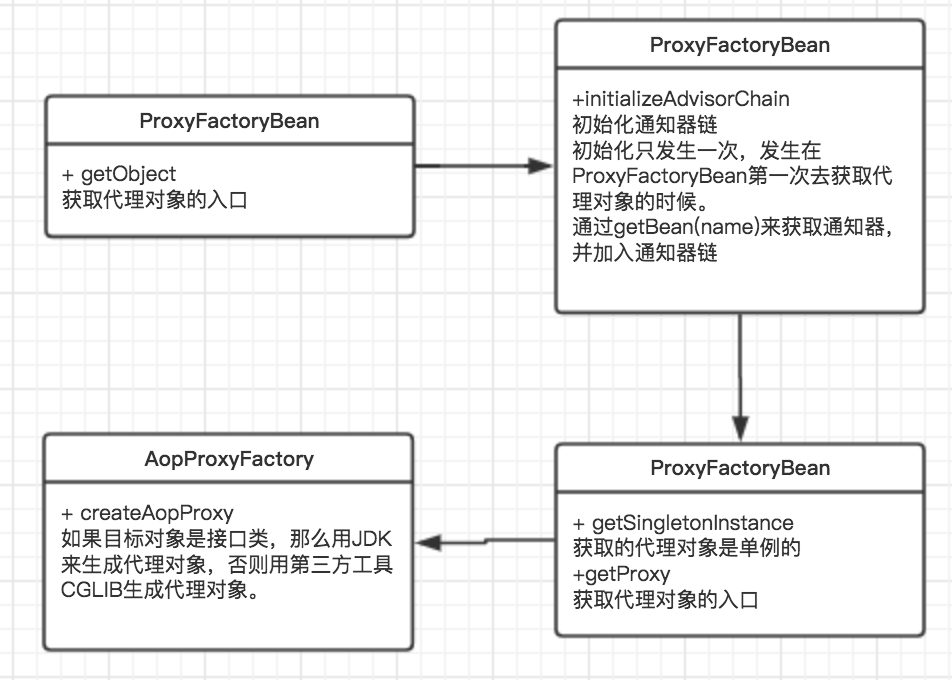 ProxyFactoryBean
+ getObject
获取代理对象的入口
ProxyFactoryBean
+initializeAdvisorChain
初始化通知器链
初始化只发生一次，发生在
ProxyFactoryBean第一次去获取代
理对象的时候。
通过getBean(name)来获取通知器，
并加入通知器链
ProxyFactoryBean
+ getSingletonInstance
获取的代理对象是单例的
+getProxy
获取代理对象的入口
AopProxyFactory
+ createAopProxy
如果目标对象是接口类，那么用JDK
来生成代理对象，否则用第三方工具
CGLIB生成代理对象。